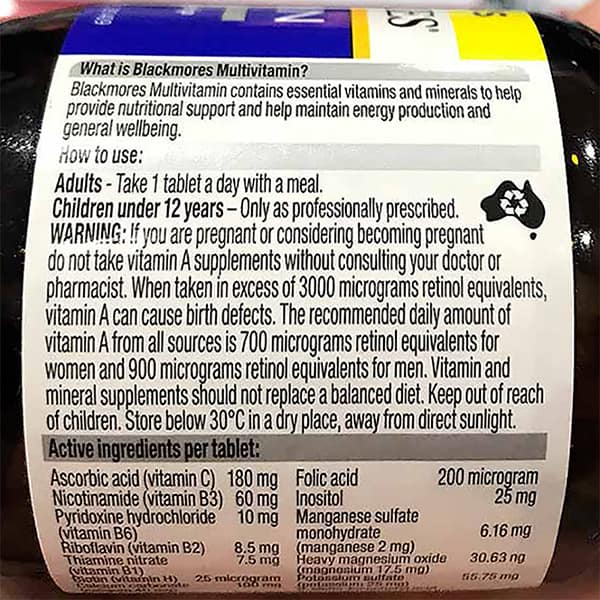 What is Blackmores Multivitamin?
Blackmores Multivitamin contains essential vitamins and minerals to help
provide nutritional support and help maintain energy production and
general wellbeing.
How to use:
Adults - Take 1 tablet a day with a meal.
Children under 12 years – Only as professionally prescribed.
WARNING: If you are pregnant or considering becoming pregnant
do not take vitamin A supplements without consulting your doctor or
pharmacist. When taken in excess of 3000 micrograms retinol equivalents,
vitamin A can cause birth defects. The recommended daily amount of
vitamin A from all sources is 700 micrograms retinol equivalents for
women and 900 micrograms retinol equivalents for men. Vitamin and
mineral supplements should not replace a balanced diet. Keep out of reach
of children. Store below 30°C in a dry place, away from direct sunlight.
Active ingredients per tablet:
Ascorbic acid (vitamin C) 180 mg
Nicotinamide (vitamin B3) 60 mg
Pyridoxine hydrochloride 10 mg
(vitamin B6)
Riboflavin (vitamin B2) 8.5 mg
Thiamine nitrate 7.5 mg
(vitamin B1)
Biotin (vitamin H) 25 microgram
Calcium carbonate 100 mg
Folic acid 200 microgram
Inositol 25 mg
Manganese sulfate
monohydrate 6.16 mg
(manganese 2 mg)
Heavy magnesium oxide 30.63 ng
(magnesium 17.5 mg)
Potassium sulfate 55.75 mg